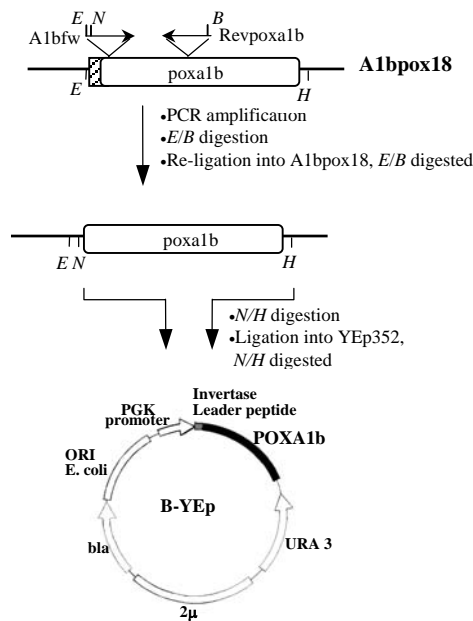 E N B
A1bfw Revpoxa1b
poxa1b A1bpox18
E H
•PCR amplification
•E/B digestion
•Re-ligation into A1bpox18, E/B digested
poxa1b
E N H
•N/H digestion
•Ligation into YEp352,
N/H digested
Invertase
Leader peptide
PGK
promoter
POXA1b
ORI
E. coli
B-YEp
URA 3
bla
2μ